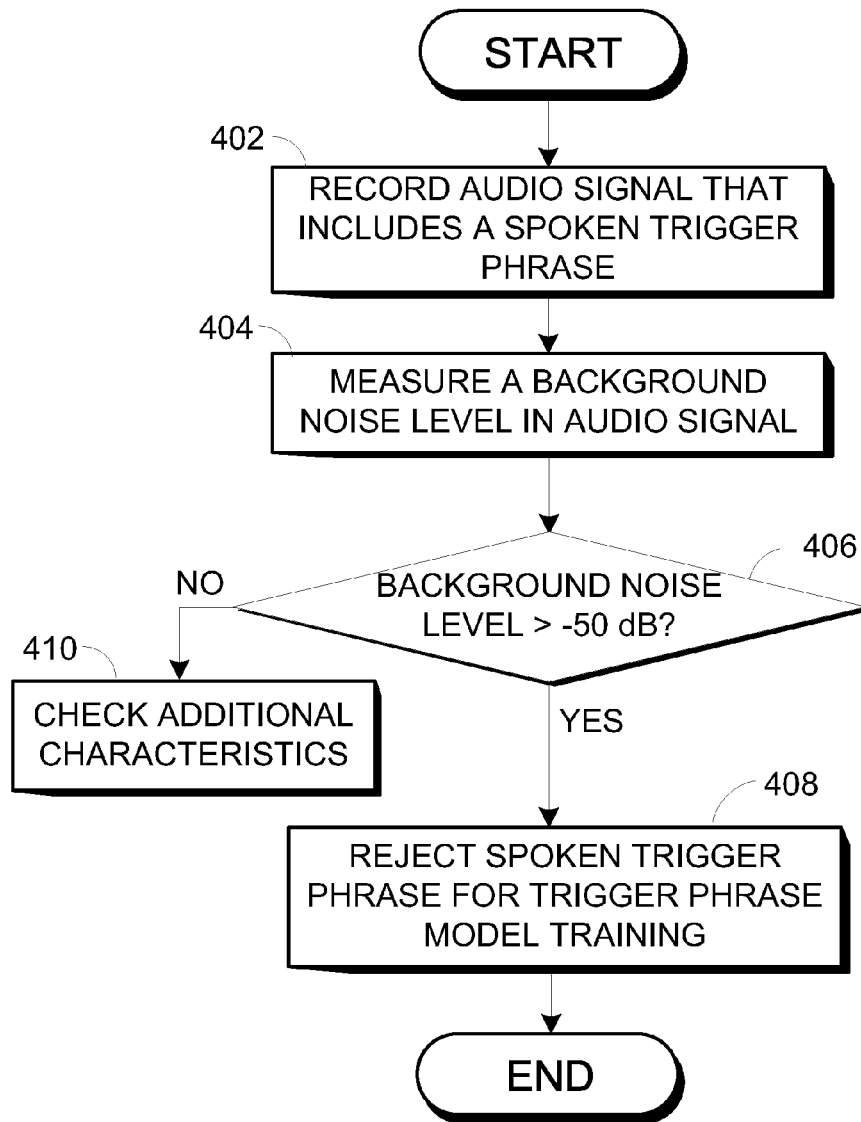 START
402
RECORD AUDIO SIGNAL THAT
INCLUDES A SPOKEN TRIGGER
PHRASE
404
MEASURE A BACKGROUND
NOISE LEVEL IN AUDIO SIGNAL
406
BACKGROUND NOISE
LEVEL > -50 dB?
NO
410
CHECK ADDITIONAL
CHARACTERISTICS
YES
408
REJECT SPOKEN TRIGGER
PHRASE FOR TRIGGER PHRASE
MODEL TRAINING
END